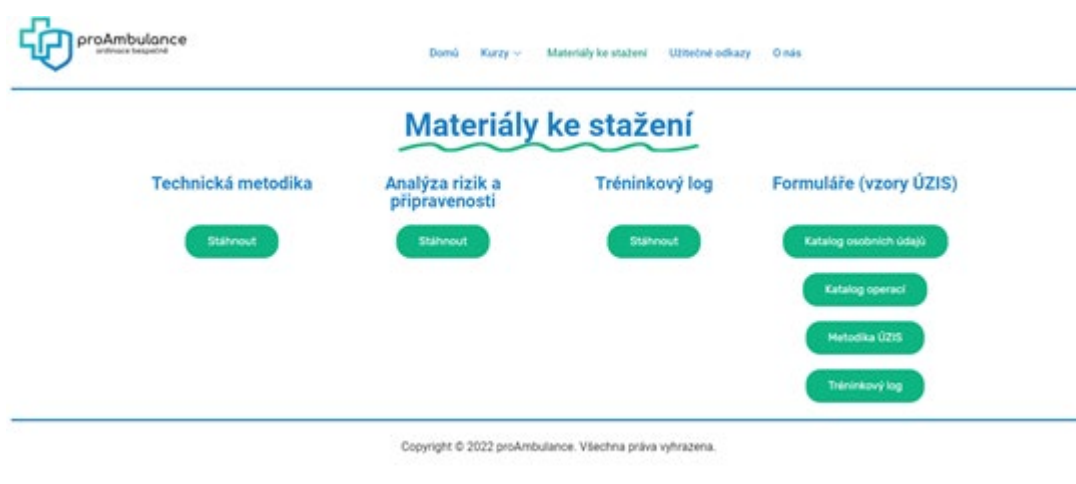 proAmbulance
ordinace bezpečně
Domů Kurzy Materiály ke stažení Užitečné odkazy O nás
Materiály ke stažení
Technická metodika
Stáhnout
Analýza rizik a
připravenosti
Stáhnout
Tréninkový log
Stáhnout
Formuláře (vzory ÚZIS)
Katalog osobních údajů
Katalog operací
Metodika ÚZIS
Tréninkový log
Copyright © 2022 proAmbulance. Všechna práva vyhrazena.